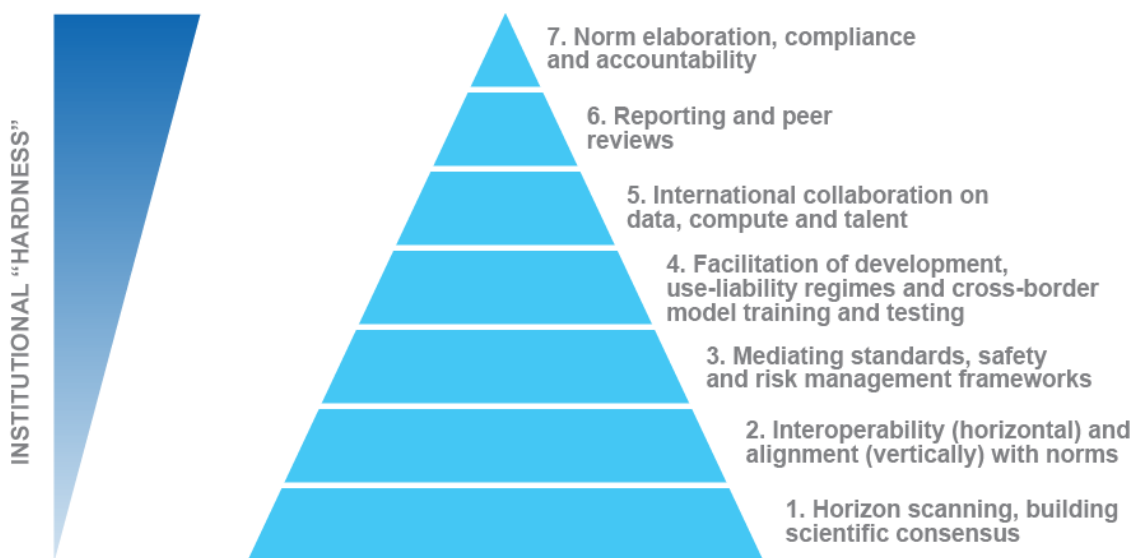 INSTITUTIONAL “HARDNESS”
7. Norm elaboration, compliance
and accountability
6. Reporting and peer
reviews
5. International collaboration on
data, compute and talent
4. Facilitation of development,
use-liability regimes and cross-border
model training and testing
3. Mediating standards, safety
and risk management frameworks
2. Interoperability (horizontal) and
alignment (vertically) with norms
1. Horizon scanning, building
scientific consensus